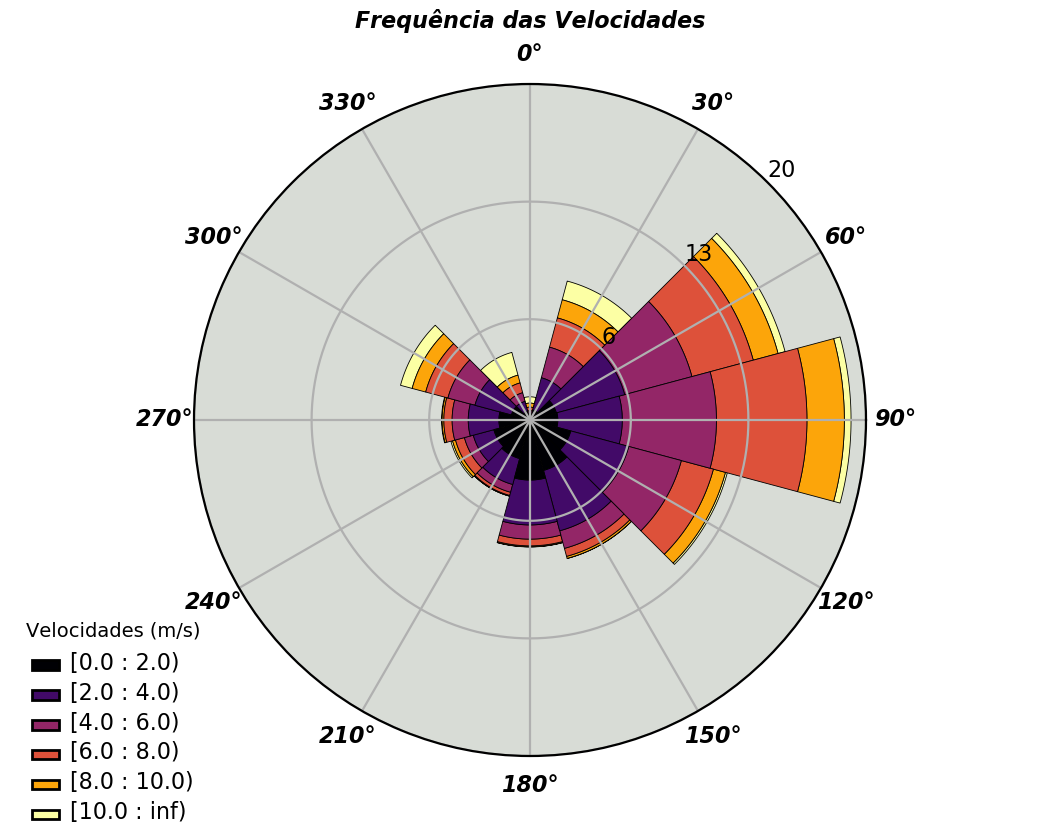 Frequência das Velocidades
0°
30°
60°
90°
120°
150°
180°
210°
240°
270°
300°
330°
6
13
20
Velocidades (m/s)
[0.0 : 2.0)
[2.0 : 4.0)
[4.0 : 6.0)
[6.0 : 8.0)
[8.0 : 10.0)
[10.0 : inf)